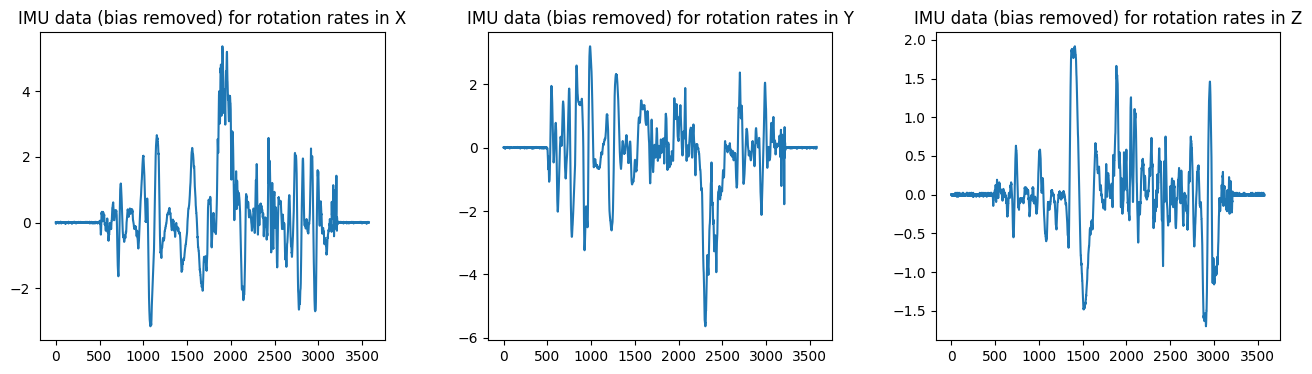 IMU data (bias removed) for rotation rates in X
4
2
0
−2
0 500 1000 1500 2000 2500 3000 3500
IMU data (bias removed) for rotation rates in Y
2
0
−2
−4
−6
0 500 1000 1500 2000 2500 3000 3500
IMU data (bias removed) for rotation rates in Z
2.0
1.5
1.0
0.5
0.0
−0.5
−1.0
−1.5
0 500 1000 1500 2000 2500 3000 3500